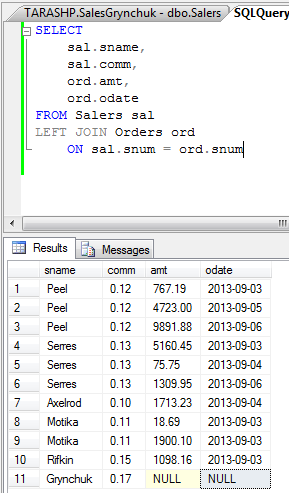 TARASHP.SalesGrynchuk - dbo.Salers SQLQuery
SELECT
sal.sname,
sal.comm,
ord.amt,
ord.odate
FROM Salers sal
LEFT JOIN Orders ord
ON sal.snum = ord.snum
Results Messages
sname comm amt odate
1 Peel 0.12 767.19 2013-09-03
2 Peel 0.12 4723.00 2013-09-05
3 Peel 0.12 9891.88 2013-09-06
4 Serres 0.13 5160.45 2013-09-03
5 Serres 0.13 75.75 2013-09-04
6 Serres 0.13 1309.95 2013-09-06
7 Axelrod 0.10 1713.23 2013-09-04
8 Motika 0.11 18.69 2013-09-03
9 Motika 0.11 1900.10 2013-09-03
10 Rifkin 0.15 1098.16 2013-09-03
11 Grynchuk 0.17 NULL NULL